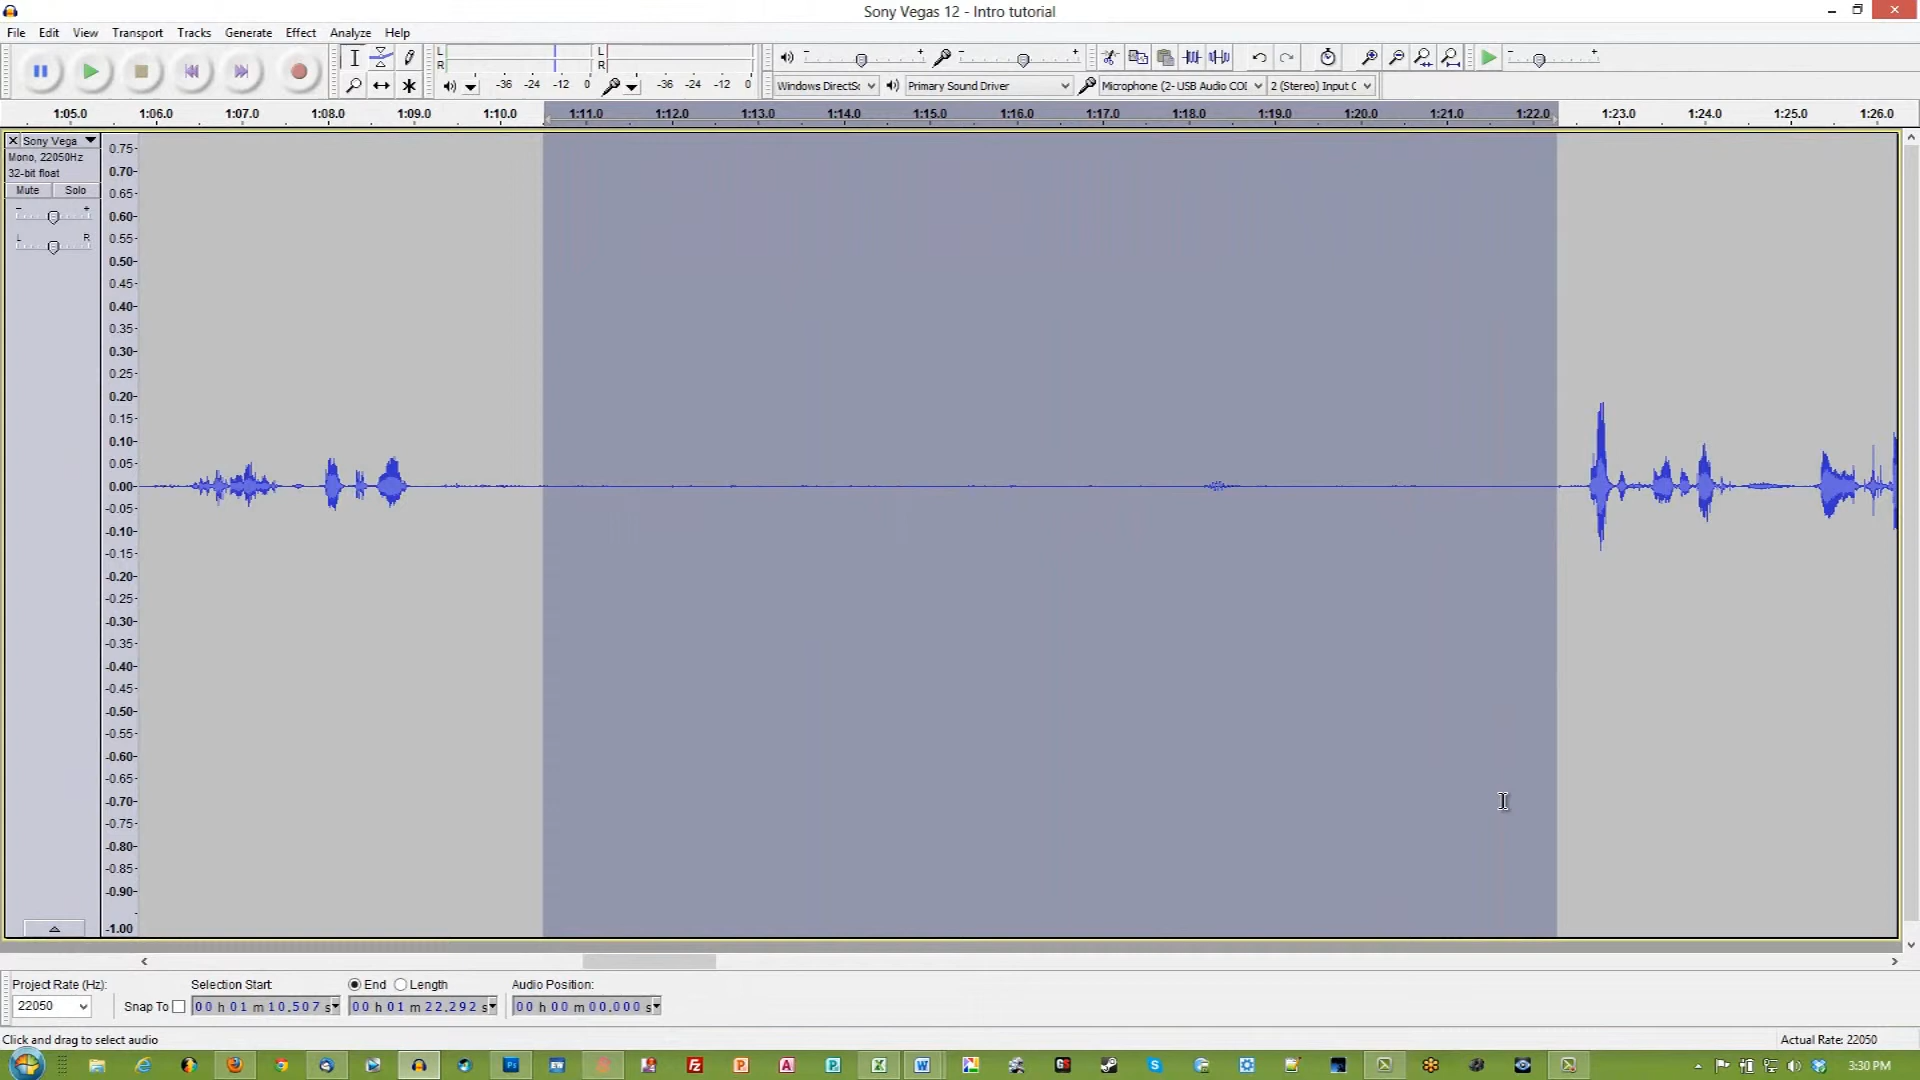 Sony Vegas 12 - Intro tutorial
File Edit View Transport Tracks Generate Effect Analyze Help
L
R
L
R
-36 -24 -12 0
-36 -24 -12 0
Windows DirectSc
Primary Sound Driver
Microphone (2- USB Audio COI
2 (Stereo) Input C
1:05.0 1:06.0 1:07.0 1:08.0 1:09.0 1:10.0 1:11.0 1:12.0 1:13.0 1:14.0 1:15.0 1:16.0 1:17.0 1:18.0 1:19.0 1:20.0 1:21.0 1:22.0 1:23.0 1:24.0 1:25.0 1:26.0
Sony Vega
Mono, 22050Hz
32-bit float
Mute Solo
- +
L R
0.75
0.70
0.65
0.60
0.55
0.50
0.45
0.40
0.35
0.30
0.25
0.20
0.15
0.10
0.05
0.00
-0.05
-0.10
-0.15
-0.20
-0.25
-0.30
-0.35
-0.40
-0.45
-0.50
-0.55
-0.60
-0.65
-0.70
-0.75
-0.80
-0.85
-0.90
-1.00
Project Rate (Hz):
22050
Snap To
Selection Start:
00 h 01 m 10.507 s
End Length
00 h 01 m 22.292 s
Audio Position:
00 h 00 m 00.000 s
Click and drag to select audio
Actual Rate: 22050
3:30 PM